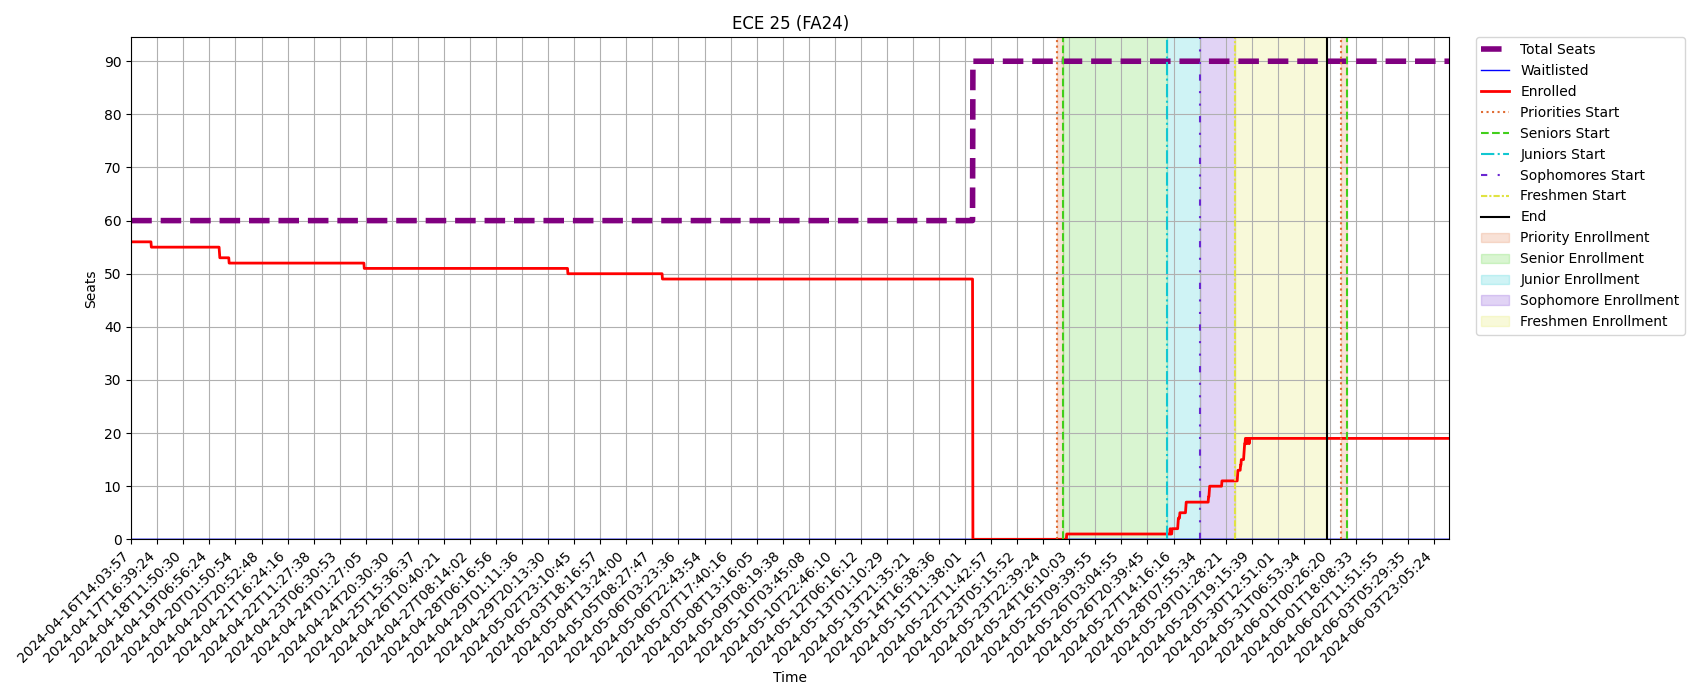 ECE 25 (FA24)
Seats
90
80
70
60
50
40
30
20
10
0
2024-04-16T14:03:57
2024-04-17T16:39:24
2024-04-18T11:50:30
2024-04-19T06:56:24
2024-04-20T01:50:54
2024-04-20T20:52:48
2024-04-21T16:24:16
2024-04-22T11:27:38
2024-04-23T06:30:53
2024-04-24T01:27:05
2024-04-24T20:30:30
2024-04-25T15:36:37
2024-04-26T10:40:21
2024-04-27T08:14:02
2024-04-28T06:16:56
2024-04-29T01:11:36
2024-04-29T20:13:30
2024-05-02T23:10:45
2024-05-03T18:16:57
2024-05-04T13:24:00
2024-05-05T08:27:47
2024-05-06T03:23:36
2024-05-06T22:43:54
2024-05-07T17:40:16
2024-05-08T13:16:05
2024-05-09T08:19:38
2024-05-10T03:45:08
2024-05-10T22:46:10
2024-05-12T06:16:12
2024-05-13T01:10:29
2024-05-13T21:35:21
2024-05-14T16:38:36
2024-05-15T11:38:01
2024-05-22T11:42:57
2024-05-23T05:15:52
2024-05-23T22:39:24
2024-05-24T16:10:03
2024-05-25T09:39:55
2024-05-26T03:04:55
2024-05-26T20:39:45
2024-05-27T14:16:16
2024-05-28T07:55:34
2024-05-29T01:28:21
2024-05-29T19:15:39
2024-05-30T12:51:01
2024-05-31T06:53:34
2024-06-01T00:26:20
2024-06-01T18:08:33
2024-06-02T11:51:55
2024-06-03T05:29:35
2024-06-03T23:05:24
Time
Total Seats
Waitlisted
Enrolled
Priorities Start
Seniors Start
Juniors Start
Sophomores Start
Freshmen Start
End
Priority Enrollment
Senior Enrollment
Junior Enrollment
Sophomore Enrollment
Freshmen Enrollment